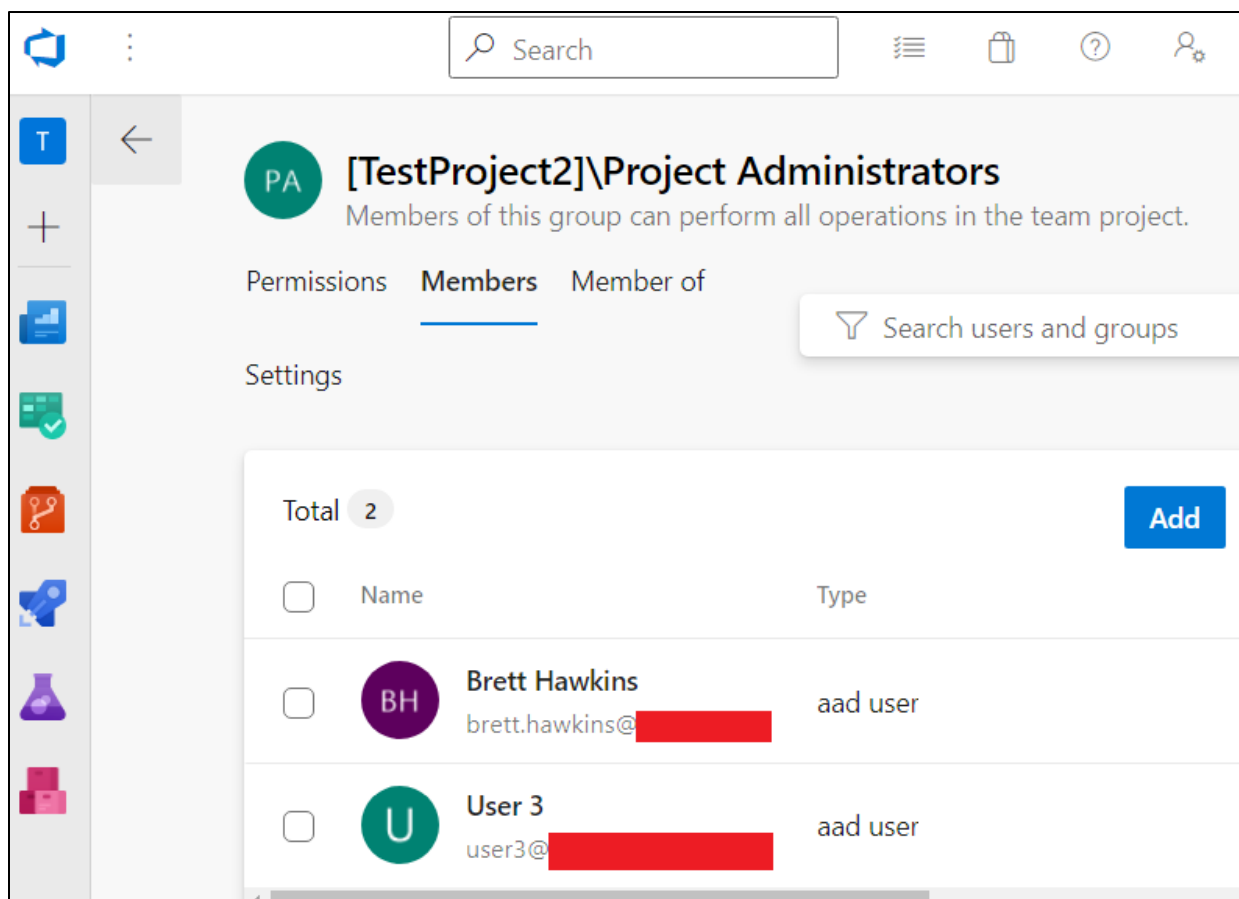 Search
T
PA
[TestProject2]\Project Administrators
Members of this group can perform all operations in the team project.
Permissions Members Member of
Search users and groups
Settings
Total 2
Add
Name Type
BH
Brett Hawkins
brett.hawkins@
aad user
U
User 3
user3@
aad user